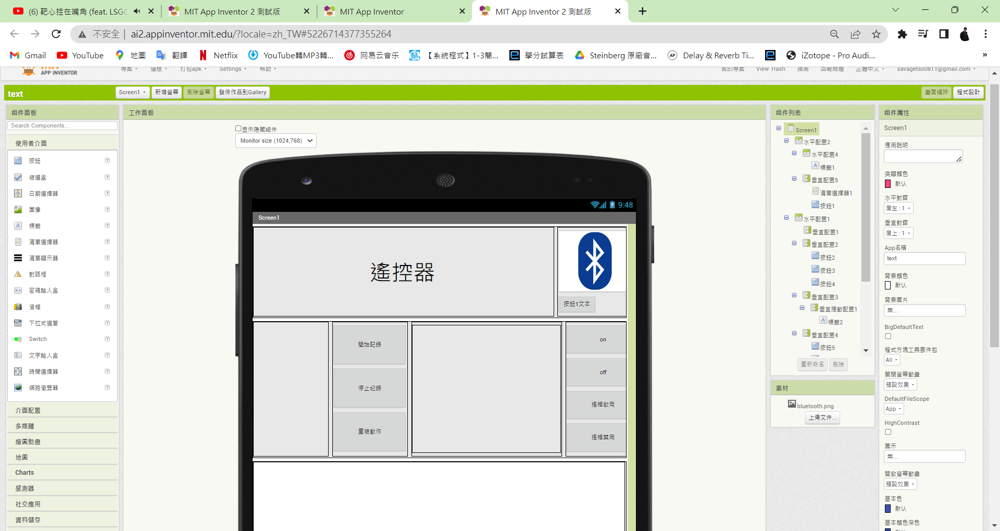 (6) 靶心挂在嘴角 (feat. LSGC
MIT App Inventor 2 測試版
MIT App Inventor
MIT App Inventor 2 測試版
不安全
ai2.appinventor.mit.edu/?locale=zh_TW#5226714377355264
Gmail
YouTube
地圖
翻譯
Netflix
YouTube轉MP3轉...
网易云音乐
【系統程式】1-3簡...
學分試算表
Steinberg 原廠音...
Delay & Reverb Ti...
iZotope - Pro Audi...
»
APP INVENTOR
專案
連線
打包apk
Settings
幫助
我的專案
View Trash
指南
回報問題
正體中文
savagetso0811@gmail.com
text
Screen1
新增螢幕
刪除螢幕
發佈作品到Gallery
畫面編排
程式設計
组件面板
Search Components...
使用者介面
按鈕
複選盒
日期選擇器
圖像
標籤
清單選擇器
清單顯示器
對話框
密碼輸入盒
滑桿
下拉式選單
Switch
文字輸入盒
時間選擇器
網路瀏覽器
介面配置
多媒體
繪圖動畫
地圖
Charts
感測器
社交應用
資料儲存
工作面板
显示隐藏组件
Monitor size (1024,768)
9:48
Screen1
遙控器
按鈕1文本
開始記錄
停止紀錄
重複動作
on
off
搖桿啟用
搖桿禁用
组件列表
Screen1
水平配置2
水平配置4
標籤1
垂直配置5
清單選擇器1
按鈕1
水平配置1
垂直配置1
垂直配置2
按鈕2
按鈕3
按鈕4
垂直配置3
垂直捲動配置1
標籤2
垂直配置4
按鈕5
重新命名
刪除
素材
bluetooth.png
上傳文件...
组件属性
Screen1
應用說明
突顯顏色
默认
水平對齊
居左 : 1
垂直對齊
居上 : 1
App名稱
text
背景顏色
默认
背景圖片
無...
BigDefaultText
程式方塊工具套件包
All
關閉螢幕動畫
預設效果
DefaultFileScope
App
HighContrast
圖示
無...
開啟螢幕動畫
預設效果
基本色
默认
基本顏色深色